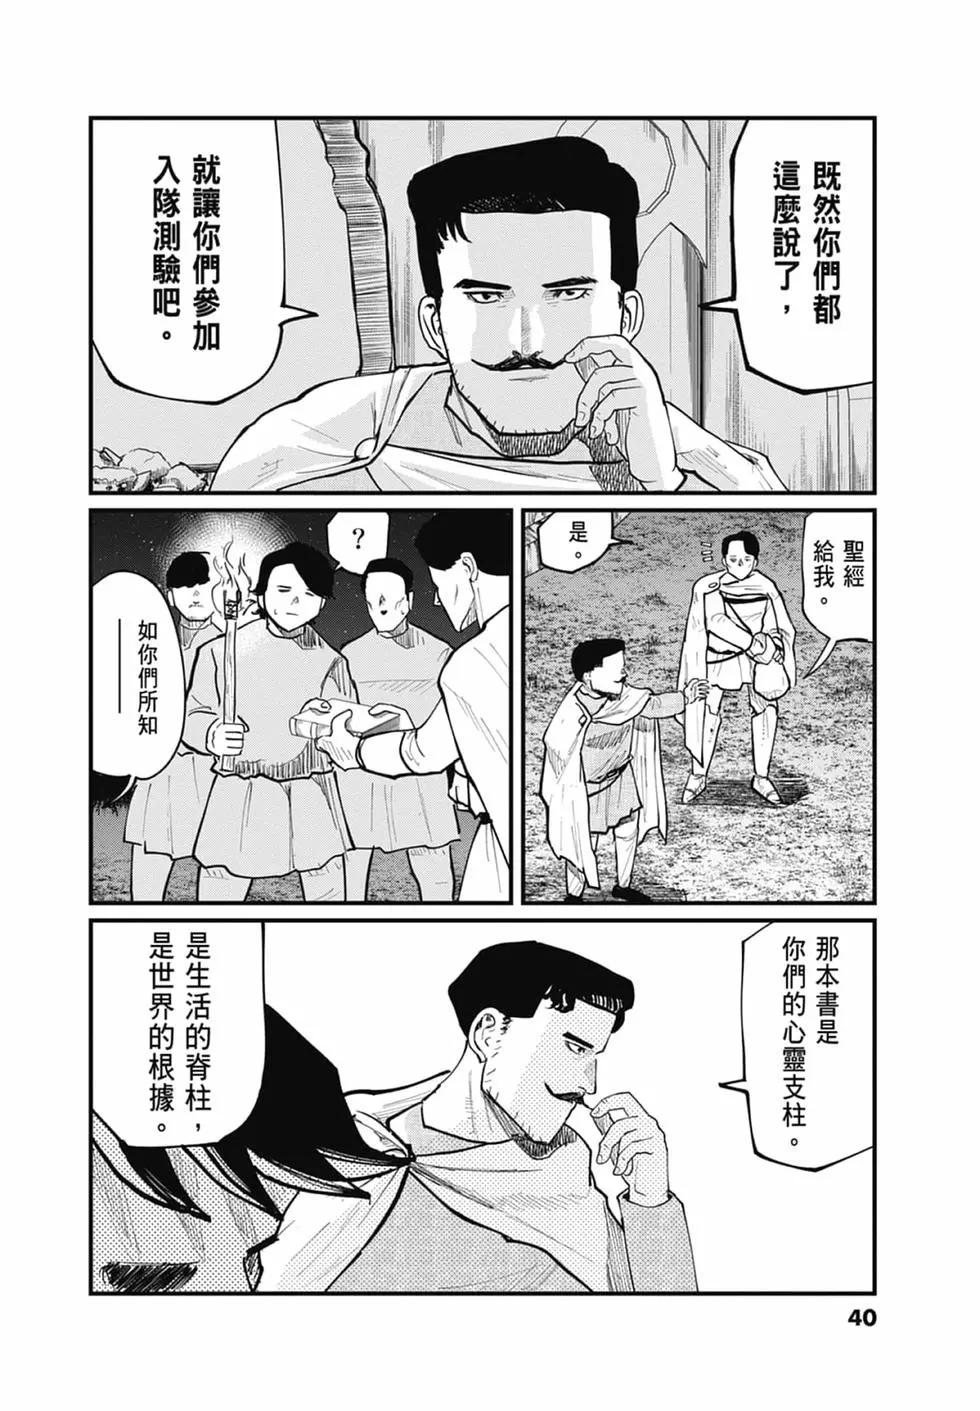 既然你們都
這麼說了，
就讓你們參加
入隊測驗吧。
聖經
給我。
是。
？
如你們所知
——
那本書是
你們的心靈支柱。
是生活的脊柱，
是世界的根據。
40